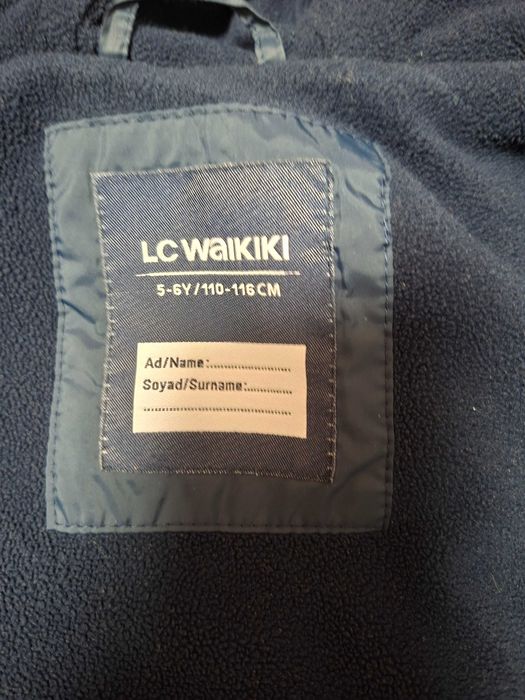 LC WAIKIKI
5-6Y/110-116CM
Ad/Name:......................
Soyad/Surname:............
........................................